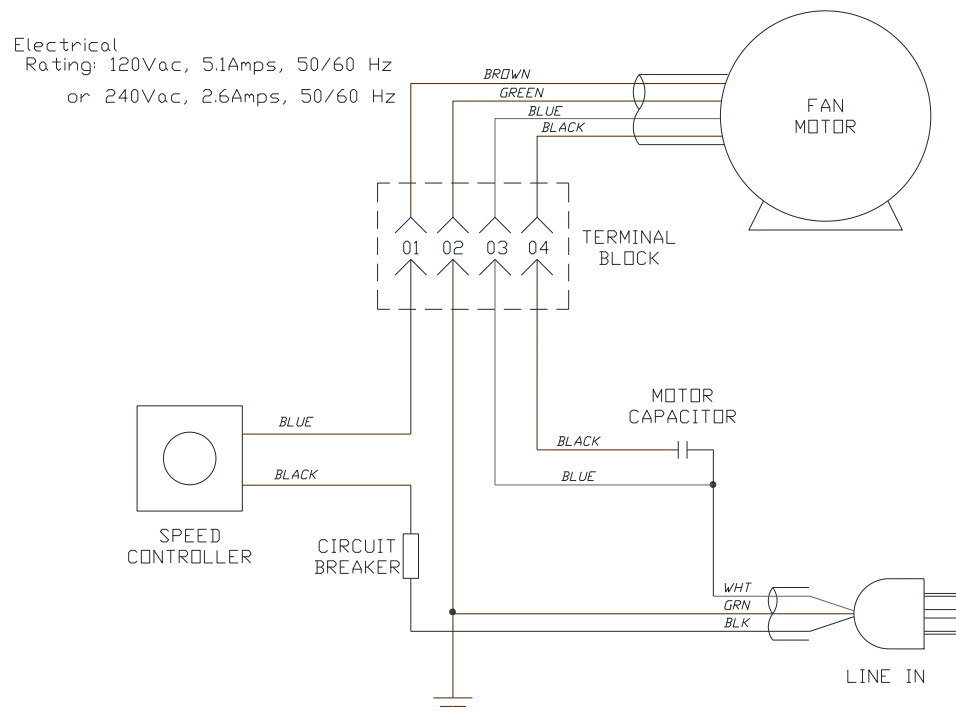 Electrical
Rating: 120Vac, 5.1Amps, 50/60 Hz
or 240Vac, 2.6Amps, 50/60 Hz
BROWN
GREEN
BLUE
BLACK
FAN
MOTOR
01 02 03 04
TERMINAL
BLOCK
MOTOR
CAPACITOR
BLUE
BLACK
BLACK
BLUE
SPEED
CONTROLLER
CIRCUIT
BREAKER
WHT
GRN
BLK
LINE IN